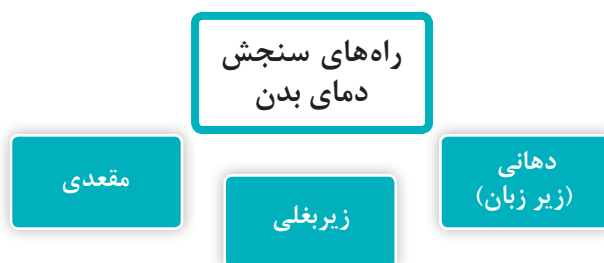 راه‌های سنجش
دمای بدن
دهانی
(زیر زبان)
زیربغلی
مقعدی